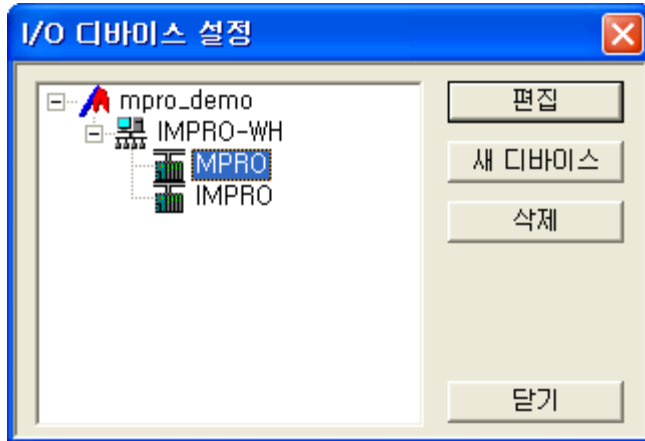 I/O 디바이스 설정
mpro_demo
IMPRO-WH
MPRO
IMPRO
편집
새 디바이스
삭제
닫기